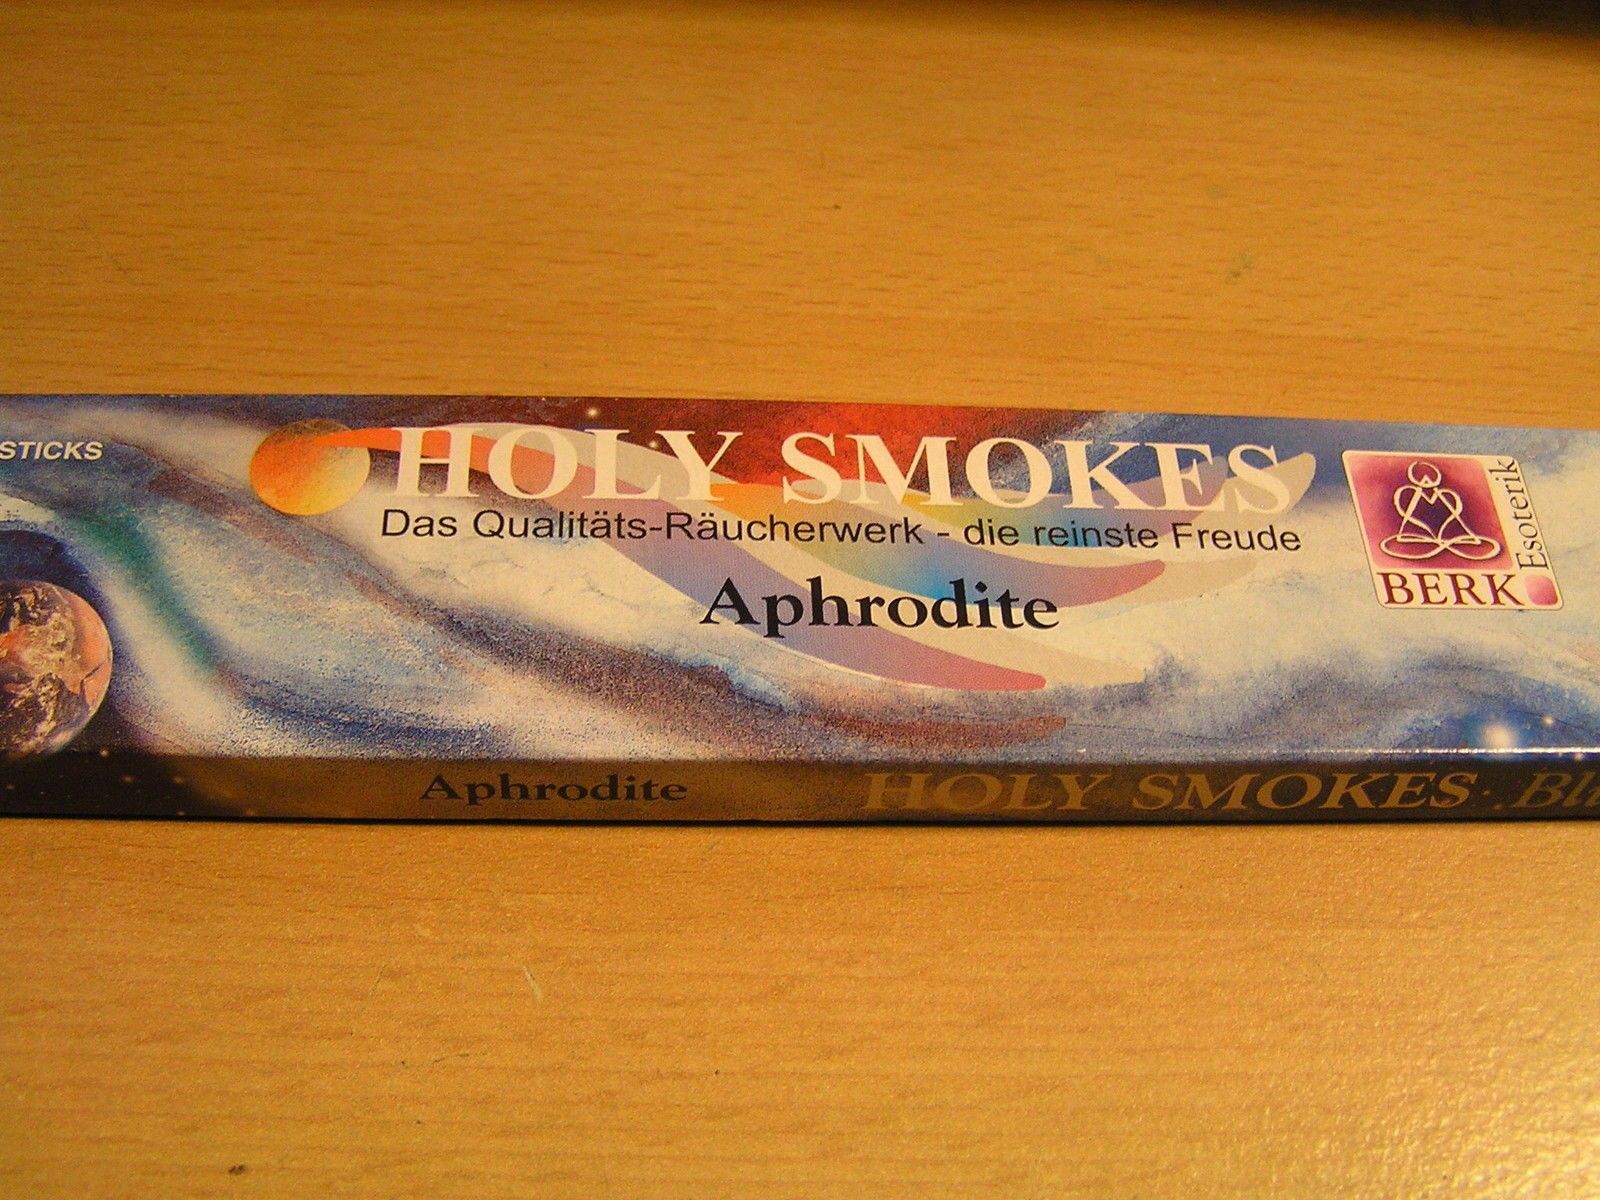 STICKS
HOLY SMOKES
Das Qualitäts-Räucherwerk - die reinste Freude
Aphrodite
BERK
Esoterik
Aphrodite HOLY SMOKES